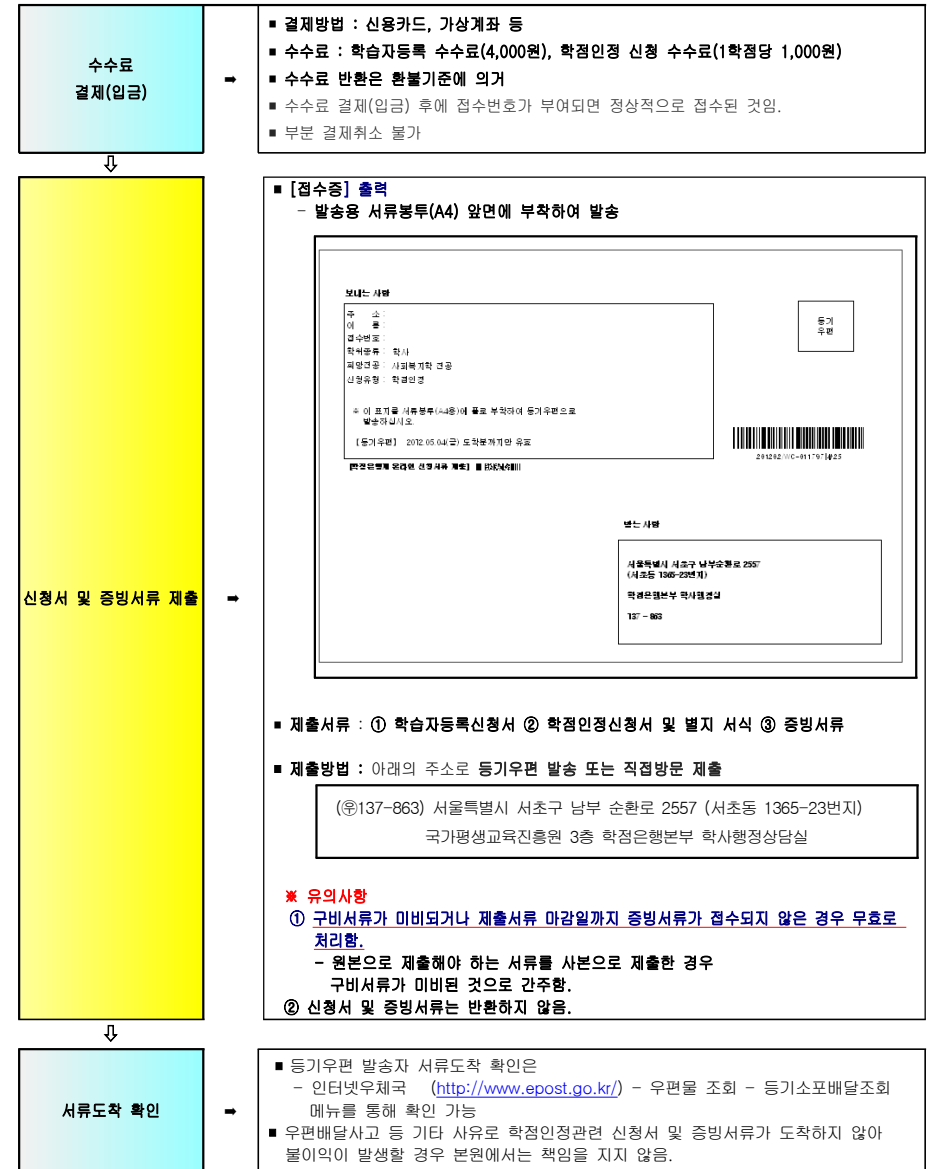 수수료
결제(입금)
➡
■ 결제방법 : 신용카드, 가상계좌 등
■ 수수료 : 학습자등록 수수료(4,000원), 학점인정 신청 수수료(1학점당 1,000원)
■ 수수료 반환은 환불기준에 의거
■ 수수료 결제(입금) 후에 접수번호가 부여되면 정상적으로 접수된 것임.
■ 부분 결제취소 불가
⇩
신청서 및 증빙서류 제출
➡
■ [접수증] 출력
- 발송용 서류봉투(A4) 앞면에 부착하여 발송
보내는 사람
주 소 :
이 름 :
접수번호 :
학위종류 : 학사
희망전공 : 사회복지학 전공
신청유형 : 학점인정
※ 이 표지를 서류봉투(A4용)에 풀로 부착하여 등기우편으로
발송하십시오.
【등기우편】 2012.05.04(금) 도착분까지만 유효
[학점은행제 온라인 신청서류 제출]
등기
우편
받는 사람
서울특별시 서초구 남부순환로 2557
(서초동 1365-23번지)
학점은행본부 학사행정실
137 - 863
■ 제출서류 : ① 학습자등록신청서 ② 학점인정신청서 및 별지 서식 ③ 증빙서류
■ 제출방법 : 아래의 주소로 등기우편 발송 또는 직접방문 제출
(㉾137-863) 서울특별시 서초구 남부 순환로 2557 (서초동 1365-23번지)
국가평생교육진흥원 3층 학점은행본부 학사행정상담실
※ 유의사항
① 구비서류가 미비되거나 제출서류 마감일까지 증빙서류가 접수되지 않은 경우 무효로
처리함.
- 원본으로 제출해야 하는 서류를 사본으로 제출한 경우
구비서류가 미비된 것으로 간주함.
② 신청서 및 증빙서류는 반환하지 않음.
⇩
서류도착 확인
➡
■ 등기우편 발송자 서류도착 확인은
- 인터넷우체국 (http://www.epost.go.kr/) - 우편물 조회 - 등기소포배달조회
메뉴를 통해 확인 가능
■ 우편배달사고 등 기타 사유로 학점인정관련 신청서 및 증빙서류가 도착하지 않아
불이익이 발생할 경우 본원에서는 책임을 지지 않음.